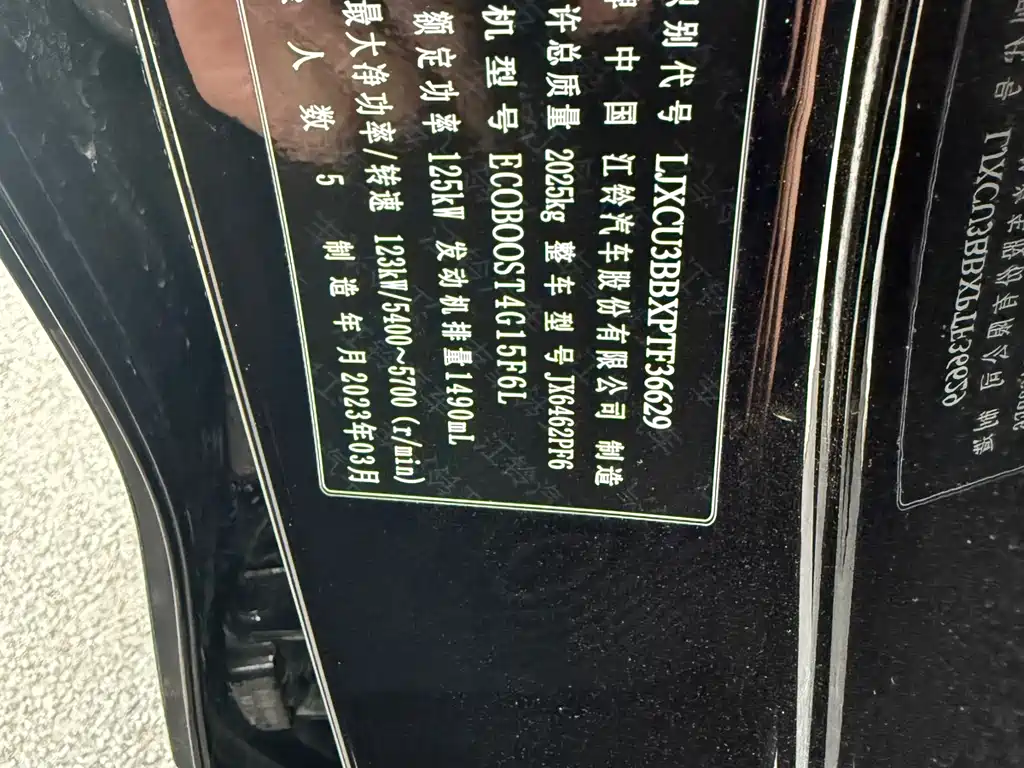 识别代号 LJXCU3BBXPTF36629
牌 中国 江铃汽车股份有限公司 制造
许总质量 2025kg 整车型号 JX6462PF6
机型号 ECOBOOST4G15F6L
额定功率 125kW 发动机排量 1490mL
最大净功率/转速 123kW/5400~5700(r/min)
人数 5 制造年月 2023年03月